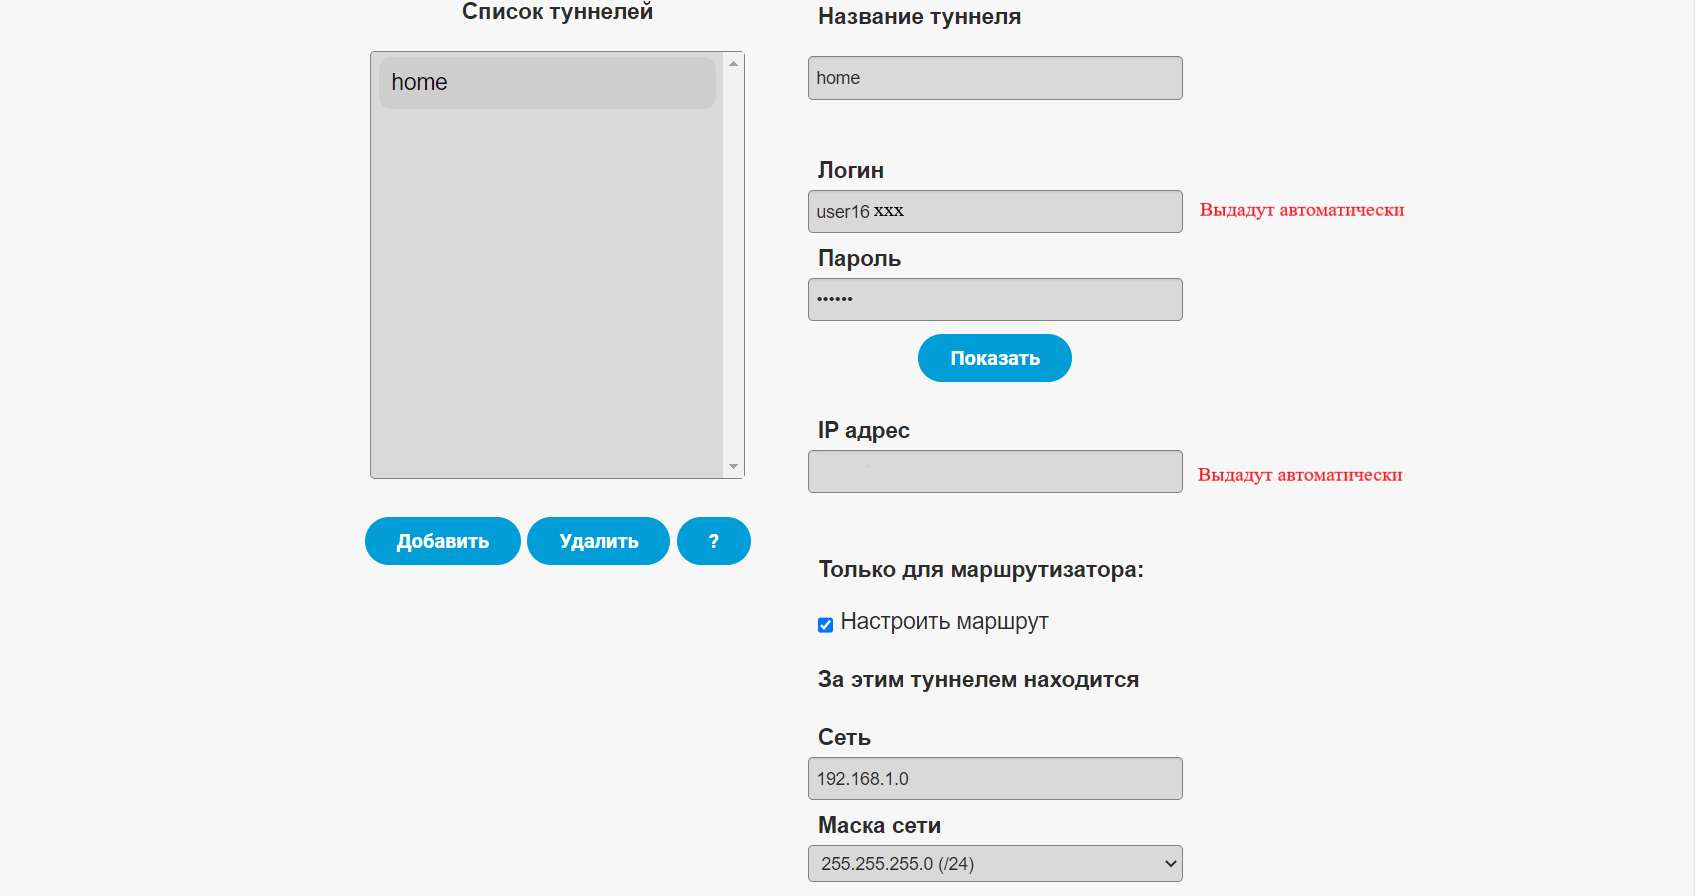 Список туннелей
home
Добавить
Удалить
?
Название туннеля
home
Логин
user16 xxx
Выдадут автоматически
Пароль
••••••
Показать
IP адрес
Выдадут автоматически
Только для маршрутизатора:
Настроить маршрут
За этим туннелем находится
Сеть
192.168.1.0
Маска сети
255.255.255.0 (/24)